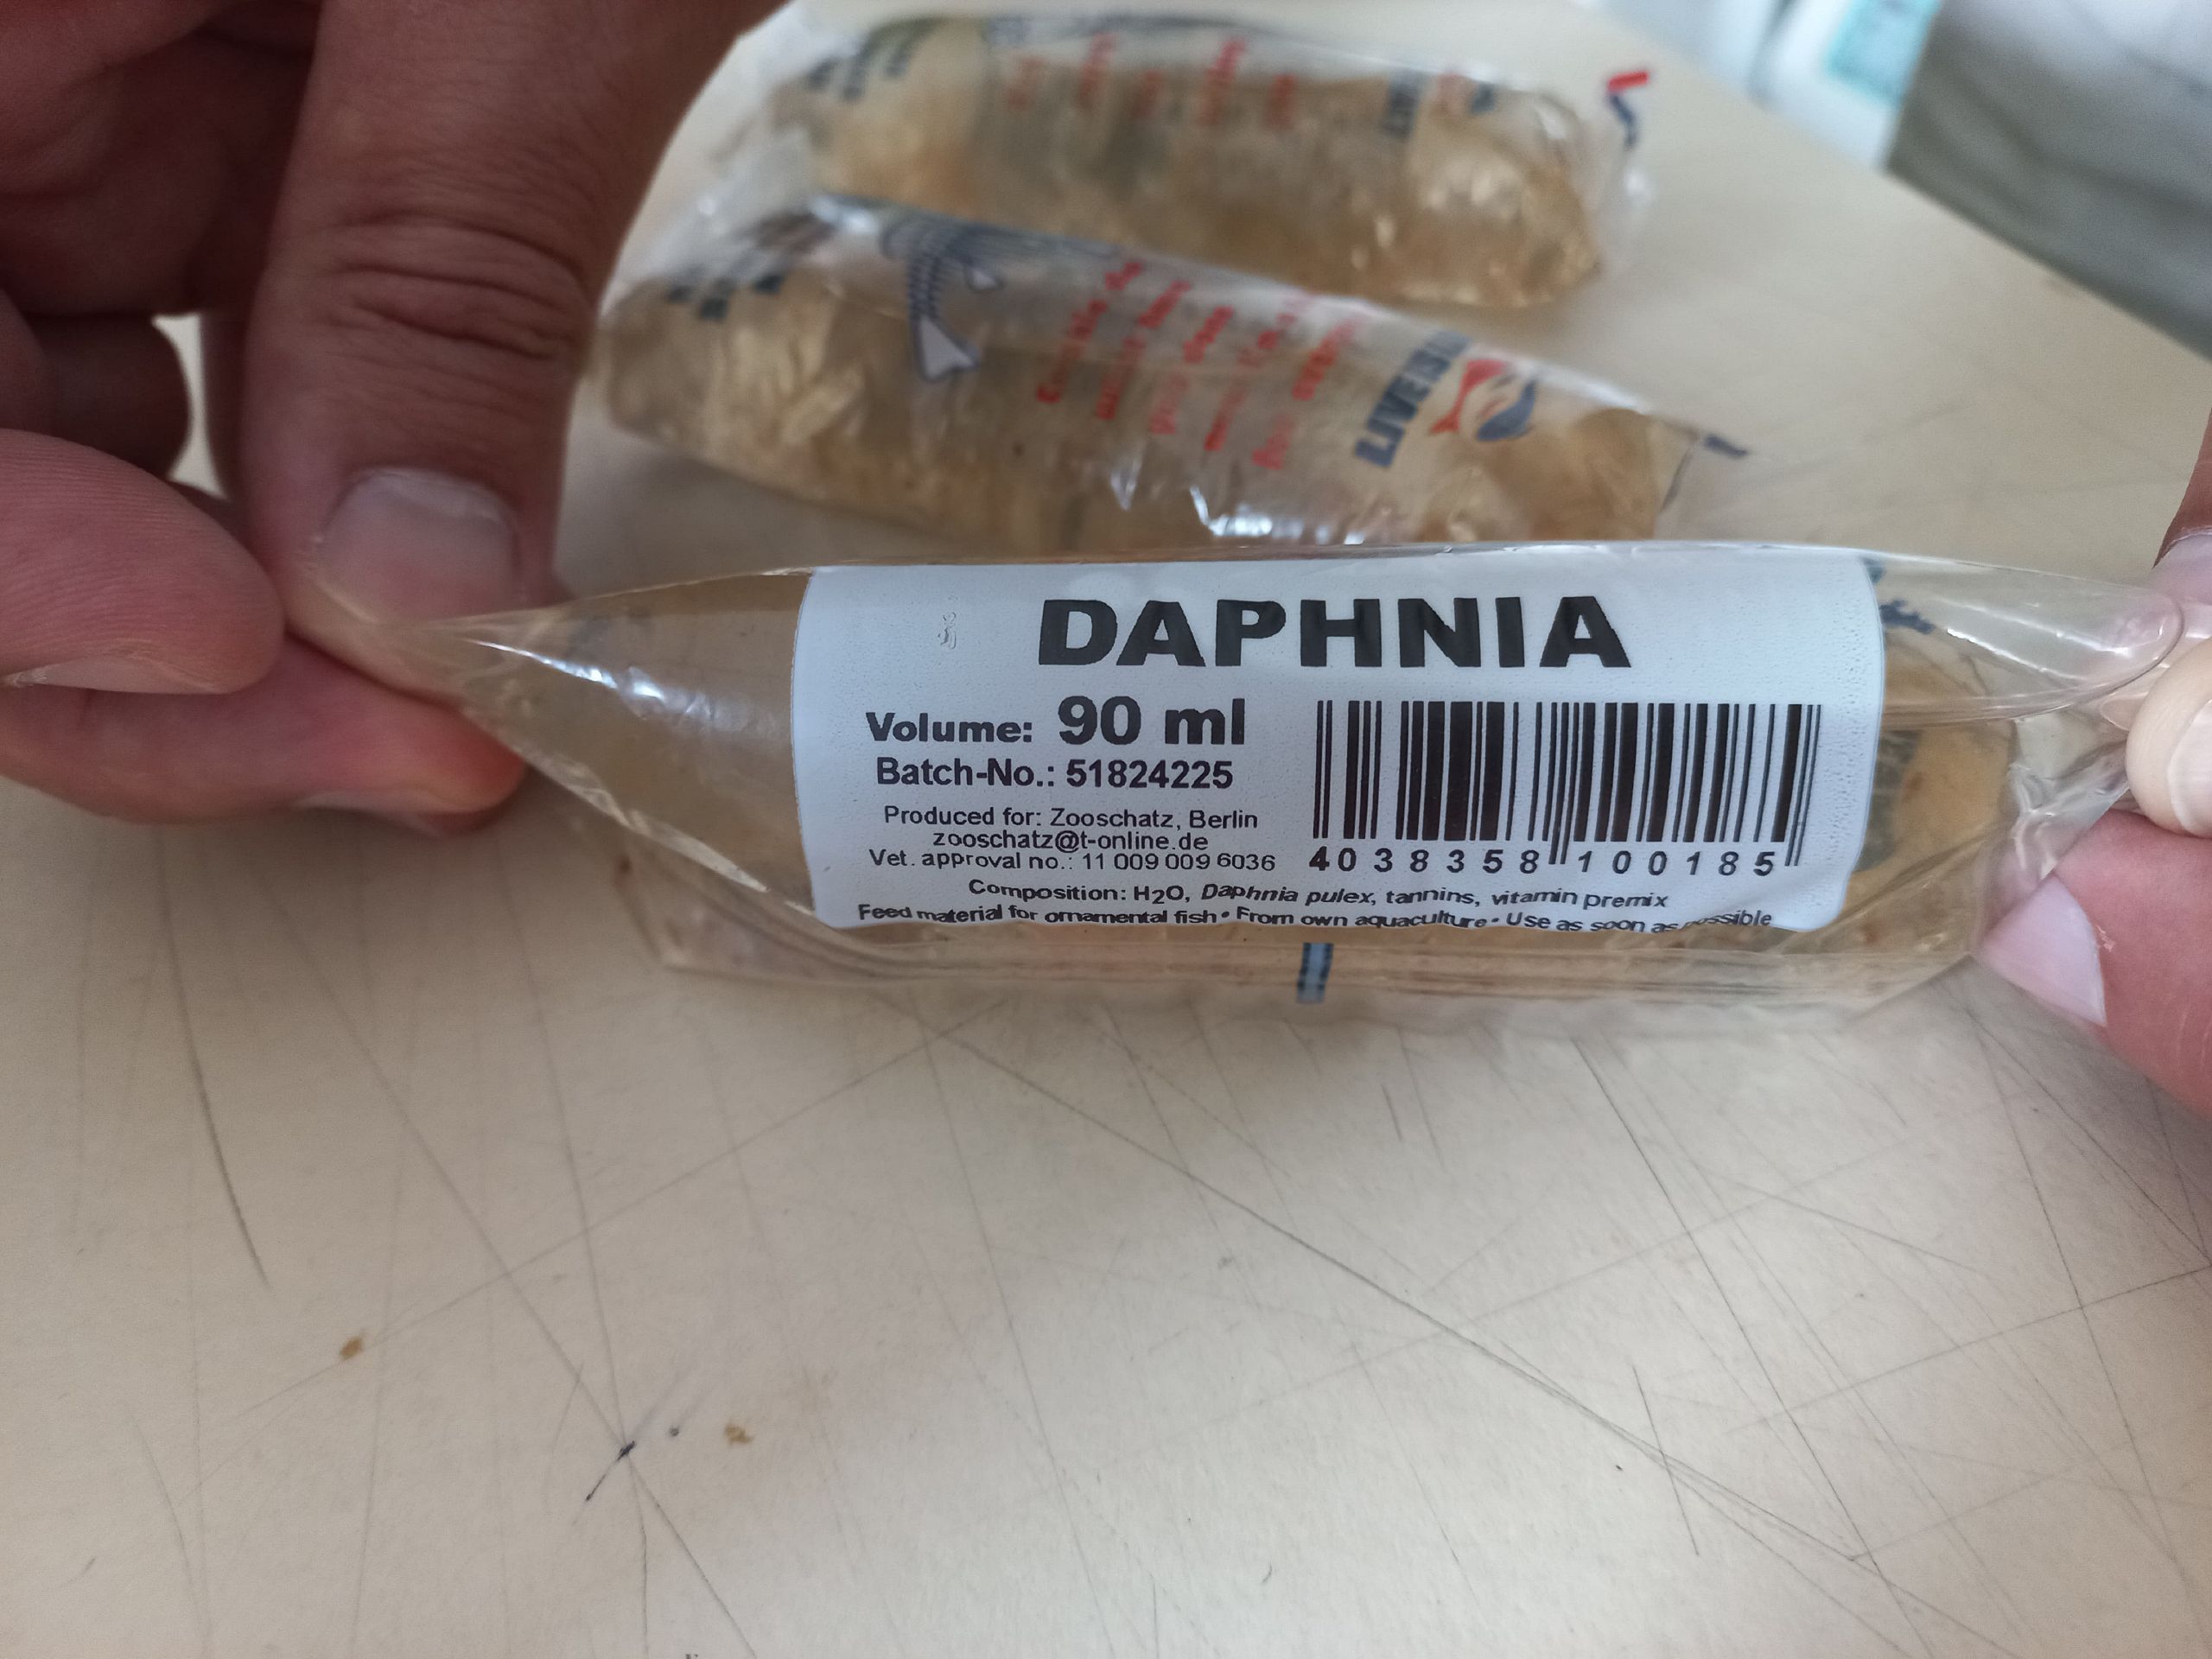 DAPHNIA
Volume: 90 ml
Batch-No.: 51824225
Produced for: Zooschatz, Berlin
zooschatz@t-online.de
Vet. approval no.: 11 009 009 6036
4 038358 100185
Composition: H2O, Daphnia pulex, tannins, vitamin premix
Feed material for ornamental fish • From own aquaculture • Use as soon as possible